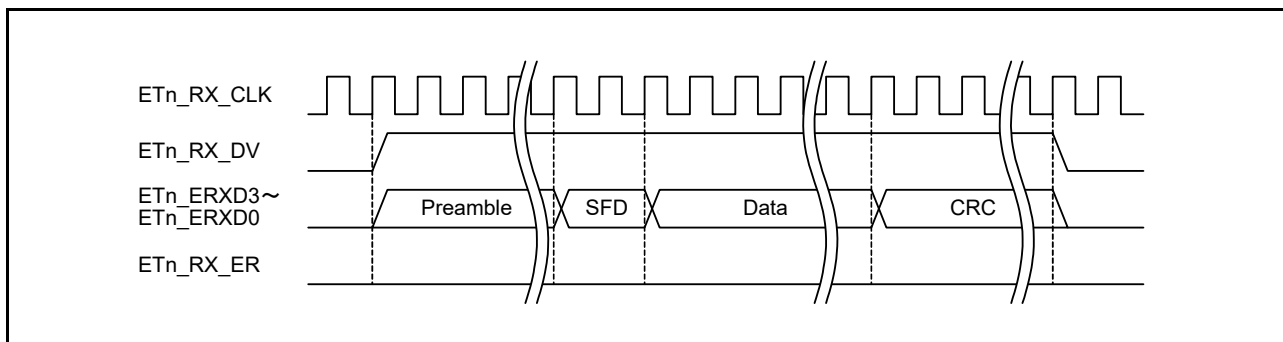 ETn_RX_CLK
ETn_RX_DV
ETn_ERXD3～
ETn_ERXD0
Preamble
SFD
Data
CRC
ETn_RX_ER